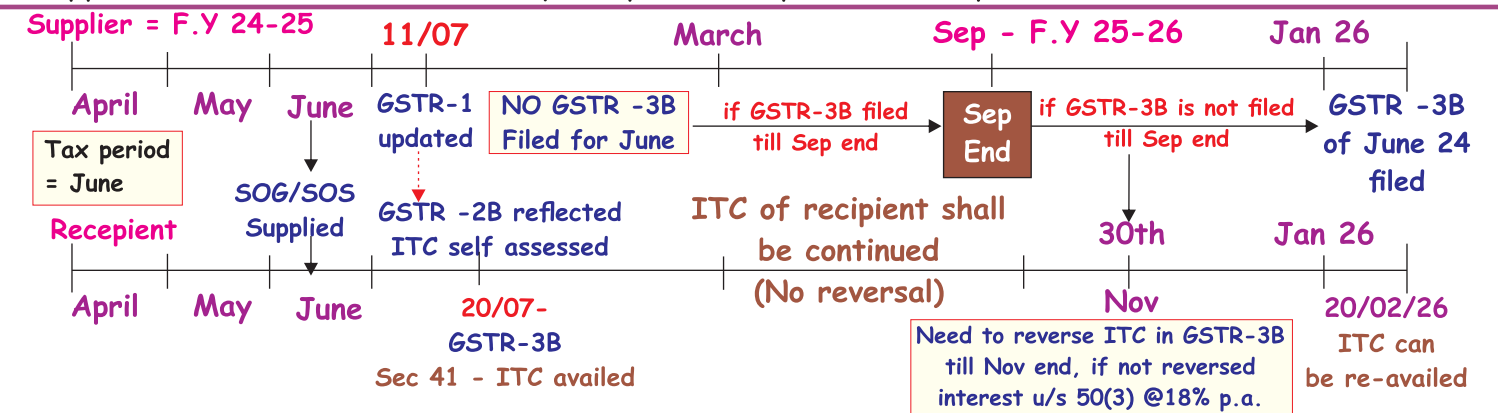 Supplier = F.Y 24-25
11/07
March
Sep - F.Y 25-26
Jan 26
April
May
June
GSTR-1
updated
NO GSTR -3B
Filed for June
if GSTR-3B filed
till Sep end
Sep
End
if GSTR-3B is not filed
till Sep end
GSTR -3B
of June 24
filed
Tax period
= June
SOG/SOS
Supplied
GSTR -2B reflected
ITC self assessed
ITC of recipient shall
be continued
(No reversal)
Recepient
30th
Jan 26
April
May
June
20/07-
GSTR-3B
Sec 41 - ITC availed
Nov
Need to reverse ITC in GSTR-3B
till Nov end, if not reversed
interest u/s 50(3) @18% p.a.
20/02/26
ITC can
be re-availed